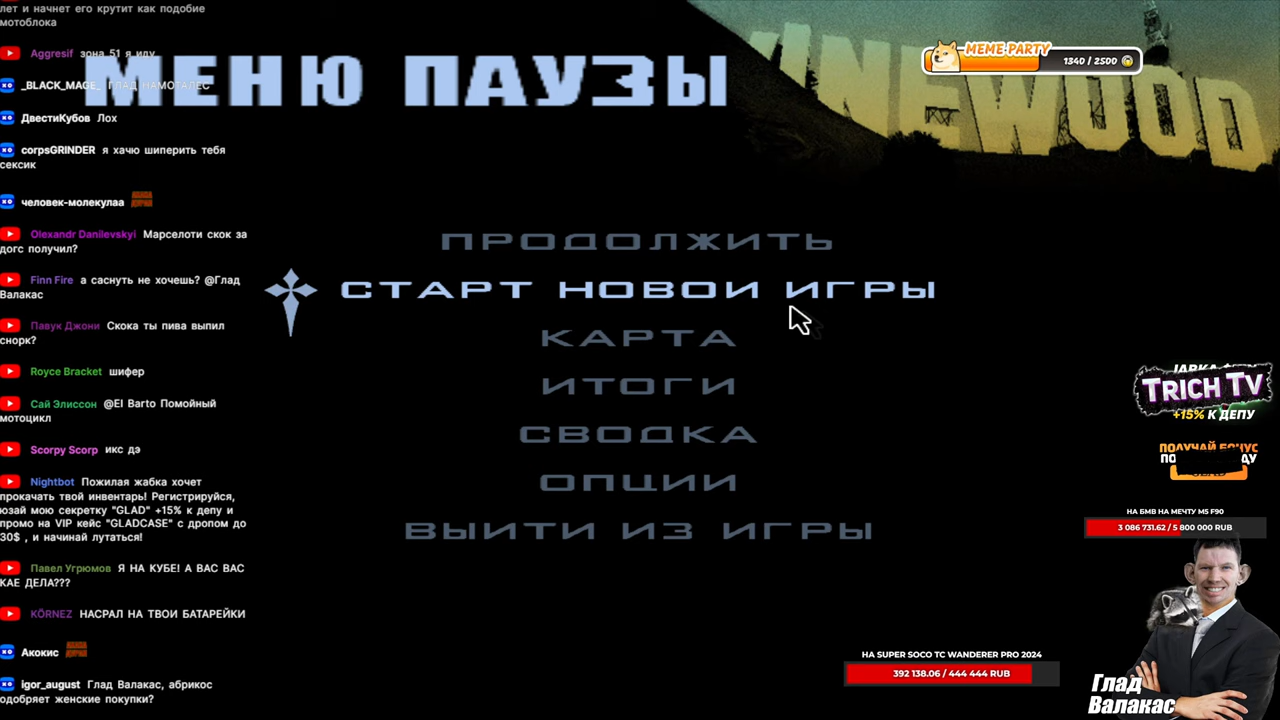 лет и начнет его крутит как подобие
мотоблока
Aggresif зона 51 я иду
_BLACK_MAGE_ ГЛАД НАМОТАЛЕС
ДвестиКубов Лох
corpsGRINDER я хачю шиперить тебя
сексик
человек-молекулаа
Olexandr Danilevskyi Марселоти скок за
догс получил?
Finn Fire а саснуть не хочешь? @Глад
Валакас
Павук Джони Скока ты пива выпил
снорк?
Royce Bracket шифер
Сай Элиссон @El Barto Помойный
мотоцикл
Scorpy Scorp икс дэ
Nightbot Пожилая жабка хочет
прокачать твой инвентарь! Регистрируйся,
юзай мою секретку "GLAD" +15% к депу и
промо на VIP кейс "GLADCASE" с дропом до
30$ , и начинай лутаться!
Павел Угрюмов Я НА КУБЕ! А ВАС ВАС
КАЕ ДЕЛА???
KÖRNEZ НАСРАЛ НА ТВОИ БАТАРЕЙКИ
Акокис
igor_august Глад Валакас, абрикос
одобряет женские покупки?
МЕНЮ ПАУЗЫ
INEWOOD
MEME PARTY
1340 / 2500
ПРОДОЛЖИТЬ
СТАРТ НОВОИ ИГРЫ
КАРТА
ИТОГИ
СВОДКА
ОПЦИИ
ВЫИТИ ИЗ ИГРЫ
TRICH TV
+15% К ДЕПУ
ПОЛУЧАЙ БОНУС
НА БМВ НА МЕЧТУ M5 F90
3 086 731.62 / 5 800 000 RUB
НА SUPER SOCO TC WANDERER PRO 2024
392 138.06 / 444 444 RUB
Глад
Валакас